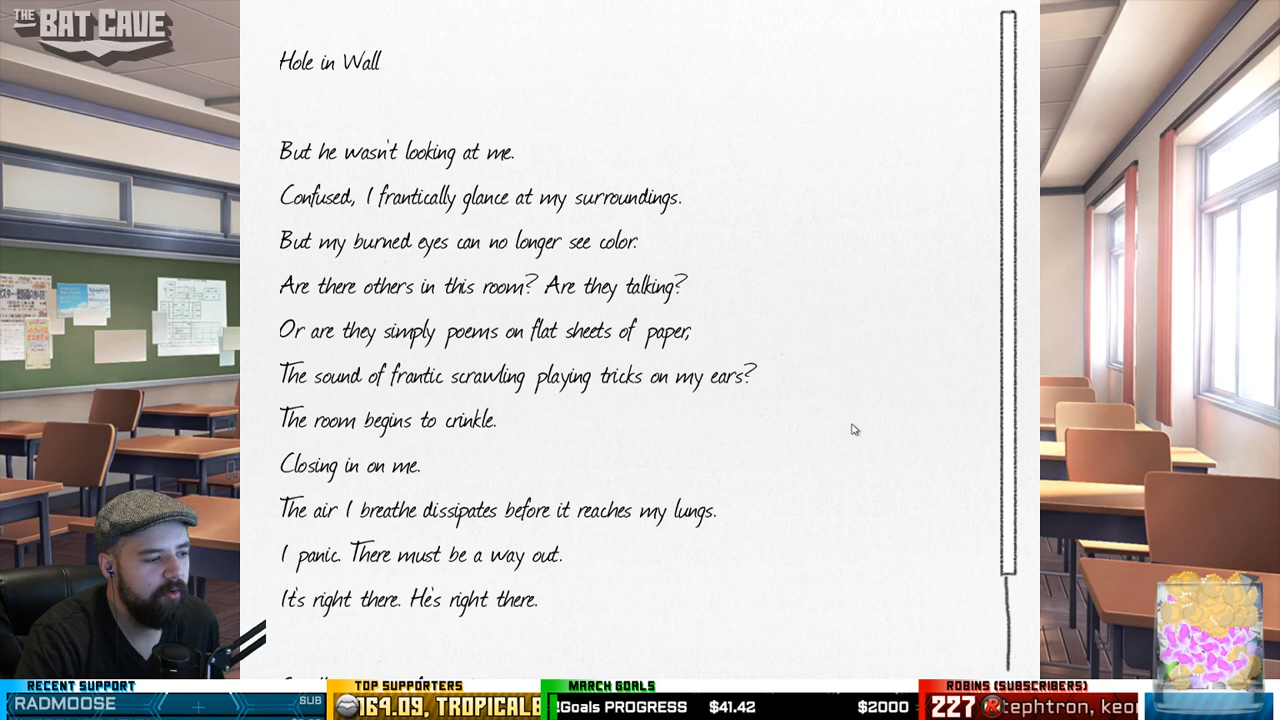 THE
BAT CAVE
Hole in Wall
But he wasn't looking at me.
Confused, I frantically glance at my surroundings.
But my burned eyes can no longer see color.
Are there others in this room? Are they talking?
Or are they simply poems on flat sheets of paper,
The sound of frantic scrawling playing tricks on my ears?
The room begins to crinkle.
Closing in on me.
The air I breathe dissipates before it reaches my lungs.
I panic. There must be a way out.
It's right there. He's right there.
RECENT SUPPORT
RADMOOSE
SUB
TOP SUPPORTERS
164.09, TROPICALB
MARCH GOALS
!Goals PROGRESS $41.42 $2000
ROBINS (SUBSCRIBERS)
227
tephtron, keo